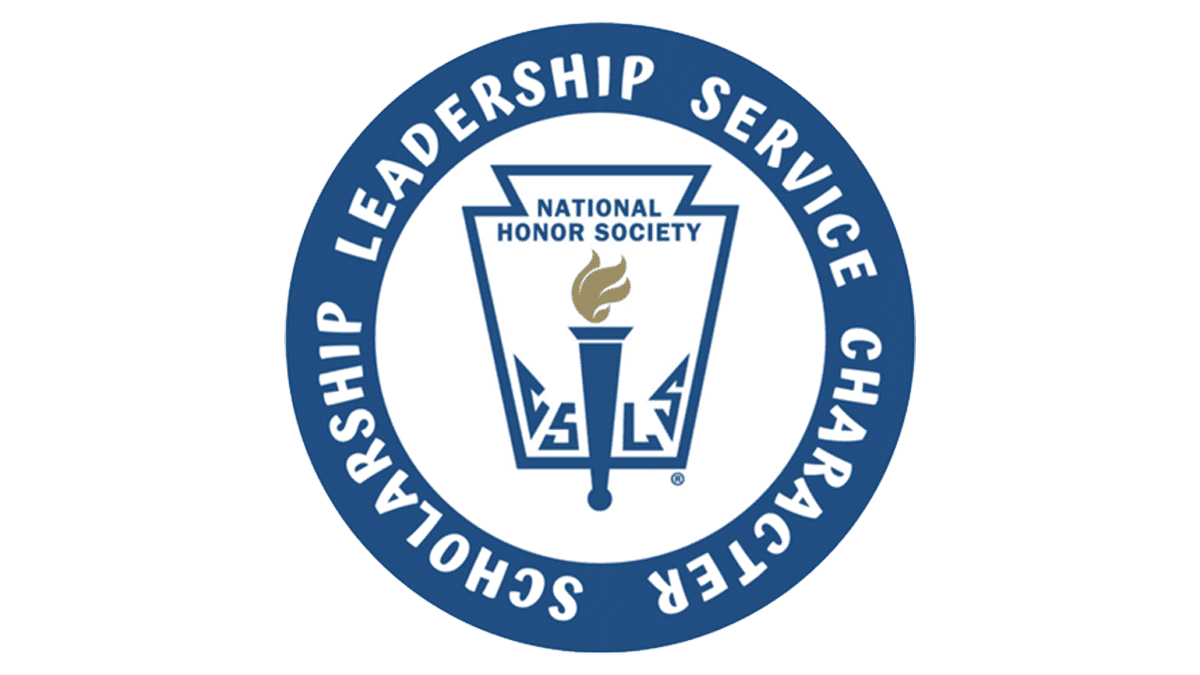 SCHOLARSHIP LEADERSHIP SERVICE CHARACTER
NATIONAL
HONOR SOCIETY
C S L S
®